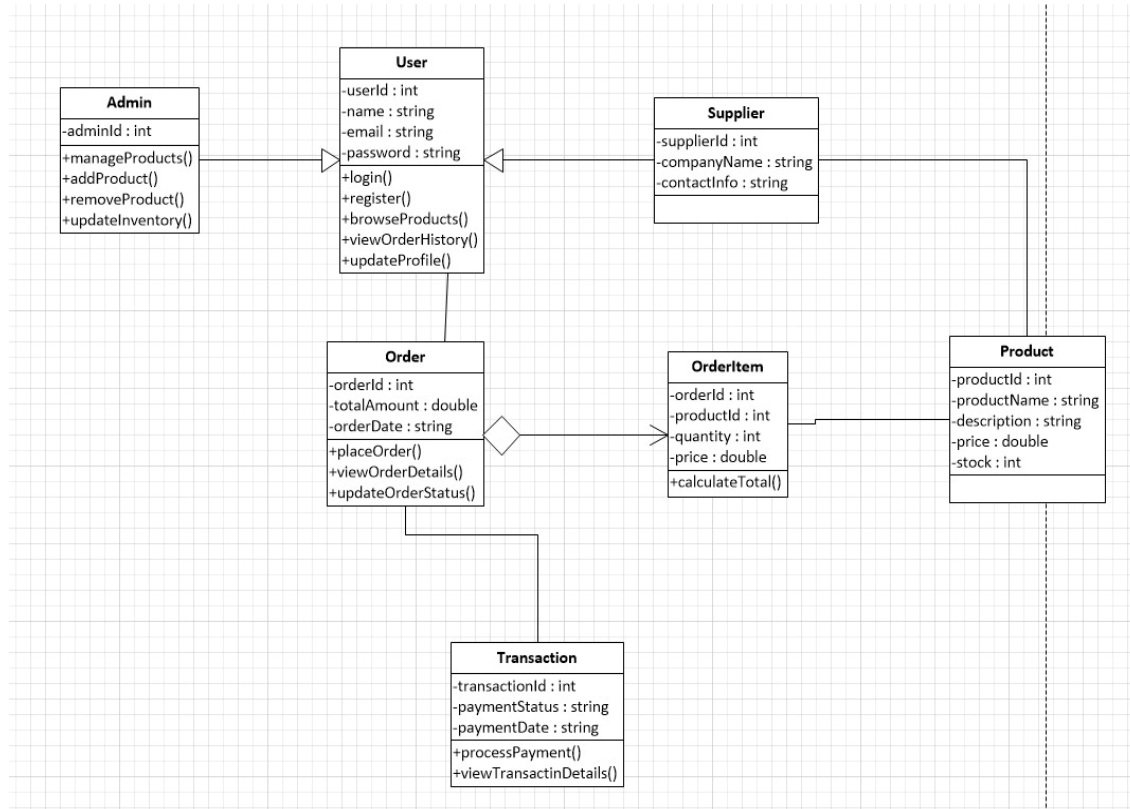 User
-userId : int
-name : string
-email : string
-password : string
+login()
+register()
+browseProducts()
+viewOrderHistory()
+updateProfile()
Admin
-adminId : int
+manageProducts()
+addProduct()
+removeProduct()
+updateInventory()
Supplier
-supplierId : int
-companyName : string
-contactInfo : string
Order
-orderId : int
-totalAmount : double
-orderDate : string
+placeOrder()
+viewOrderDetails()
+updateOrderStatus()
OrderItem
-orderId : int
-productId : int
-quantity : int
-price : double
+calculateTotal()
Product
-productId : int
-productName : string
-description : string
-price : double
-stock : int
Transaction
-transactionId : int
-paymentStatus : string
-paymentDate : string
+processPayment()
+viewTransactinDetails()